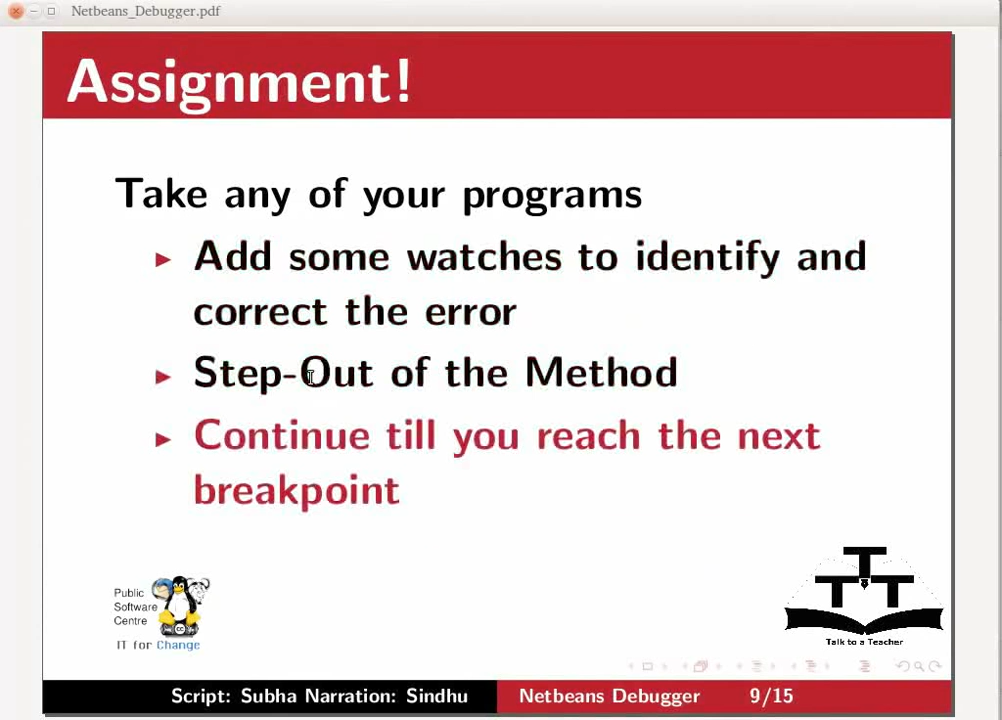 Netbeans_Debugger.pdf
Assignment!
Take any of your programs
Add some watches to identify and
correct the error
Step-Out of the Method
Continue till you reach the next
breakpoint
Public
Software
Centre
IT for Change
TTT
Talk to a Teacher
Script: Subha Narration: Sindhu
Netbeans Debugger
9/15